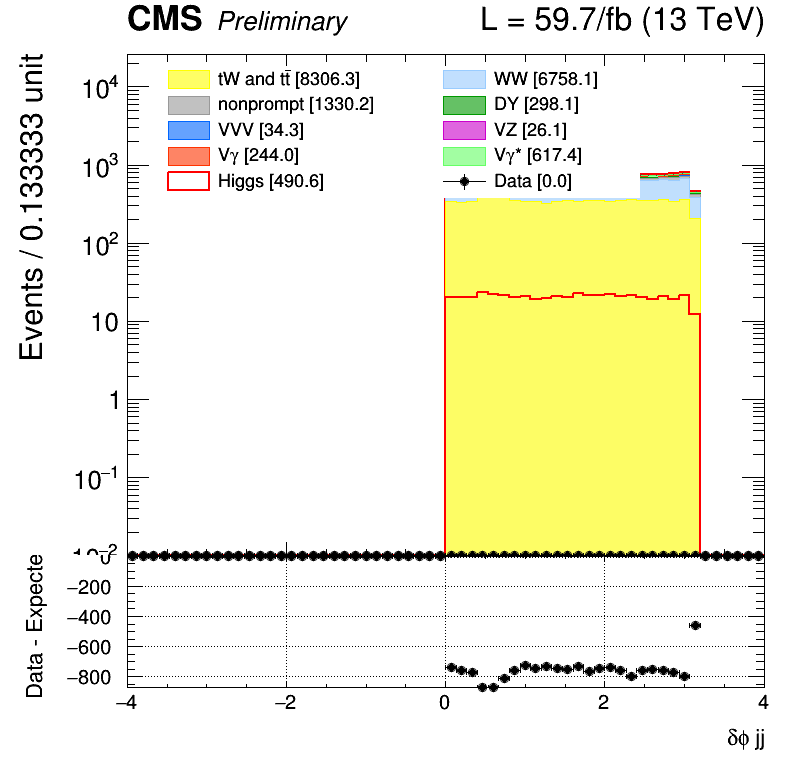 CMS Preliminary L = 59.7/fb (13 TeV)
Events / 0.133333 unit
tW and tt̄ [8306.3] WW [6758.1]
nonprompt [1330.2] DY [298.1]
VVV [34.3] VZ [26.1]
Vγ [244.0] Vγ* [617.4]
Higgs [490.6] Data [0.0]
10⁴
10³
10²
10
1
10⁻¹
Data - Expecte
−200
−400
−600
−800
−4 −2 0 2 4
δϕ jj